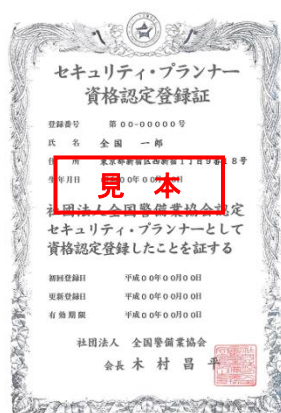 セキュリティ・プランナー
資格認定登録証
登録番号 第00-00000号
氏名 全国 一郎
住所 東京都新宿区西新宿1丁目9番18号
見本
生年月日 00年00月00日
社団法人全国警備業協会認定
セキュリティ・プランナーとして
資格認定登録したことを証する
初回登録日 平成00年00月00日
更新登録日 平成00年00月00日
有効期限 平成00年00月00日
社団法人 全国警備業協会
会長 木村昌平